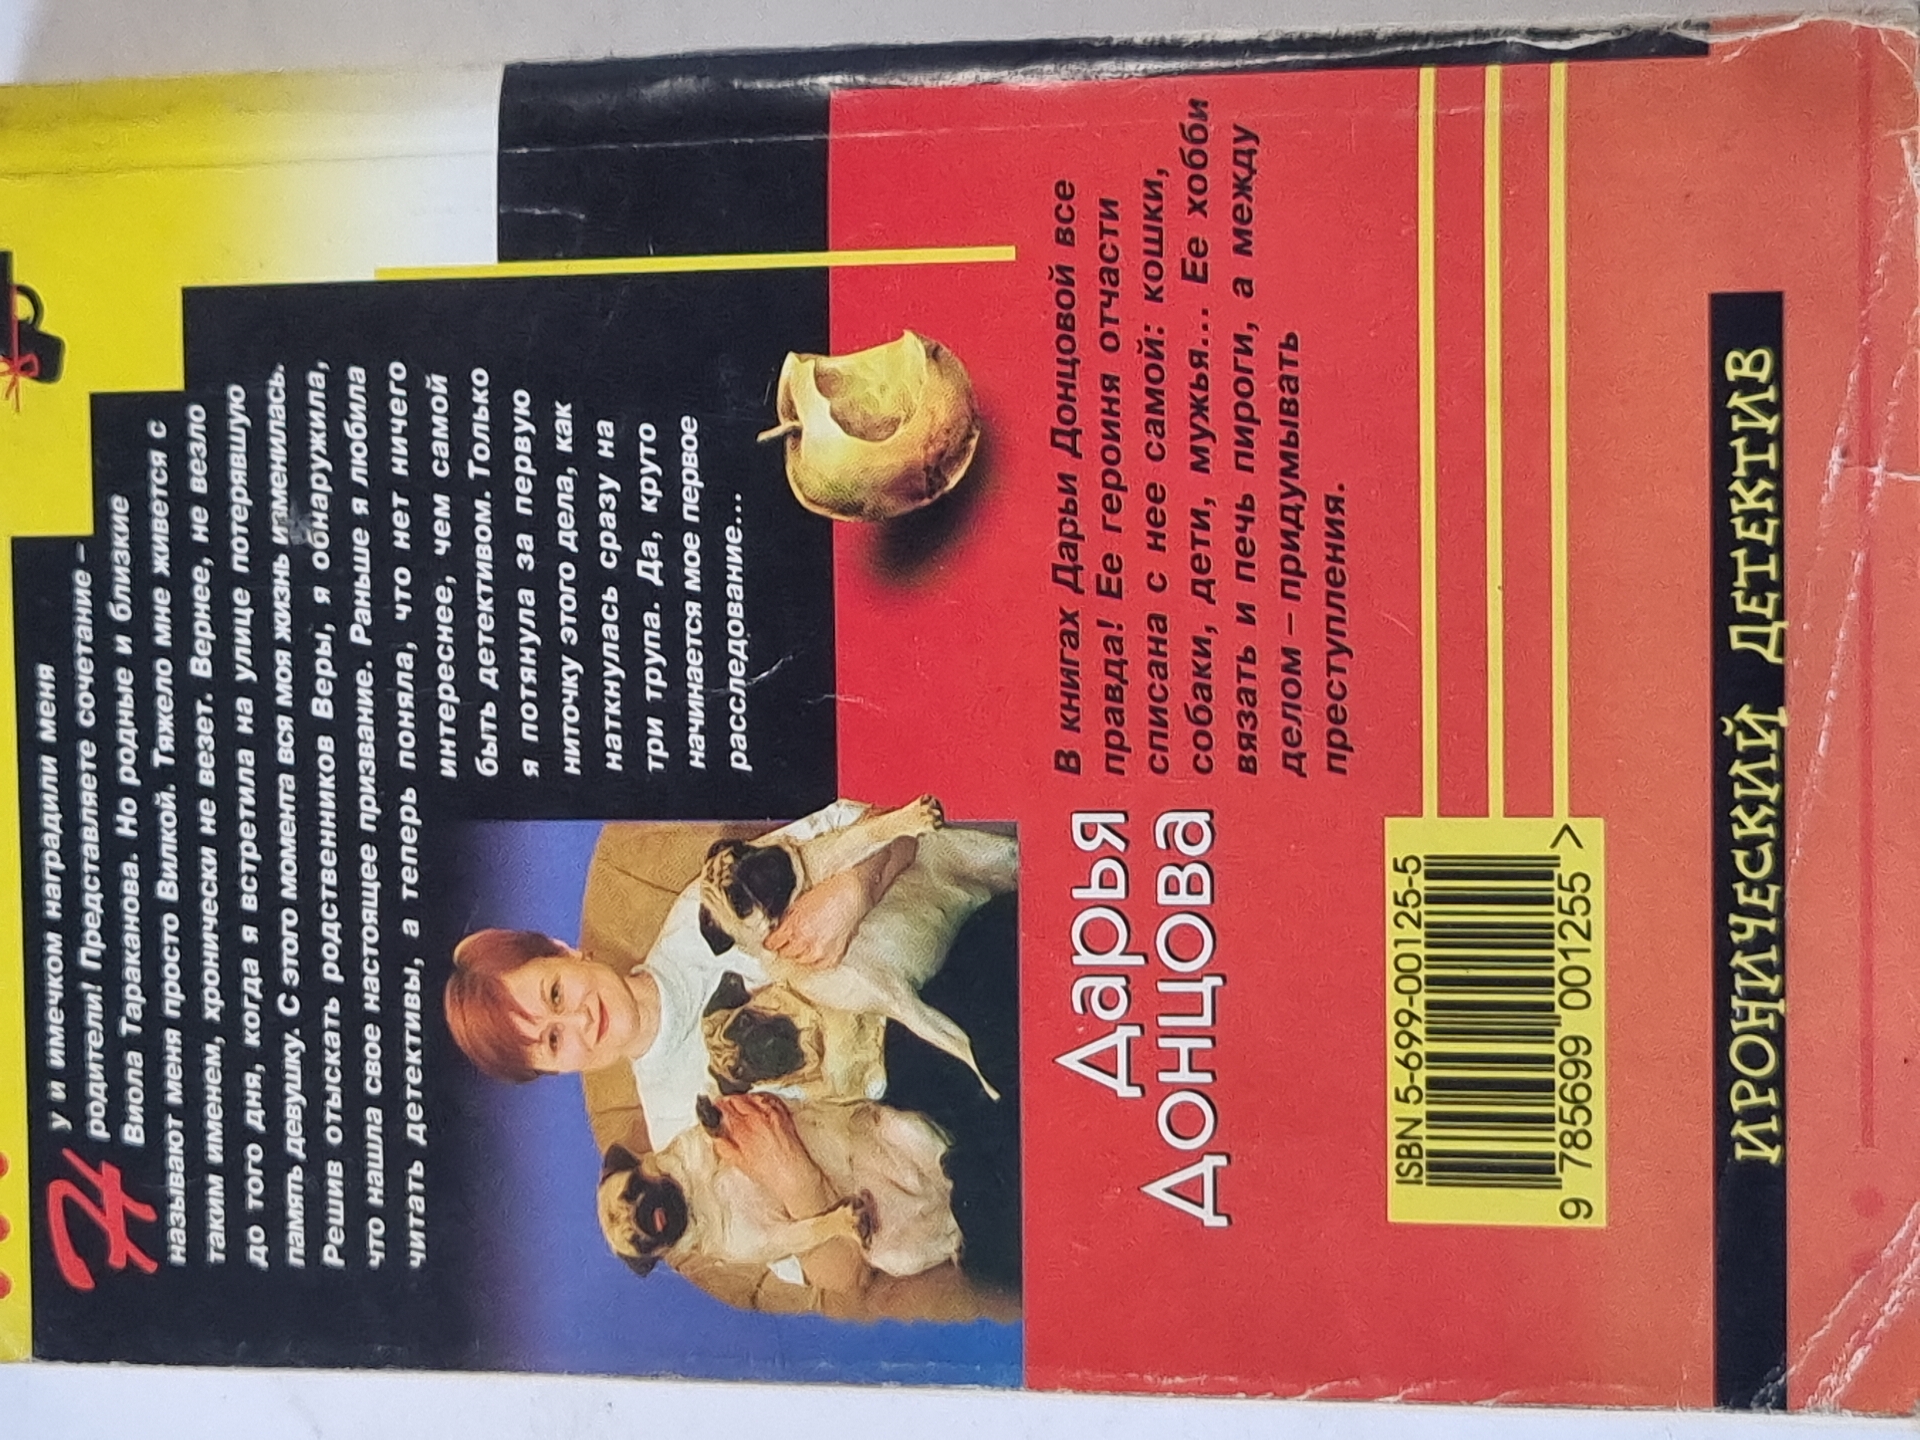 Ну и имечком наградили меня
родители! Представляете сочетание –
Виола Тараканова. Но родные и близкие
называют меня просто Вилкой. Тяжело мне живется с
таким именем, хронически не везет. Вернее, не везло
до того дня, когда я встретила на улице потерявшую
память девушку. С этого момента вся моя жизнь изменилась.
Решив отыскать родственников Веры, я обнаружила,
что нашла свое настоящее призвание. Раньше я любила
читать детективы, а теперь поняла, что нет ничего
интереснее, чем самой
быть детективом. Только
я потянула за первую
ниточку этого дела, как
наткнулась сразу на
три трупа. Да, круто
начинается мое первое
расследование...
Дарья
Донцова
В книгах Дарьи Донцовой все
правда! Ее героиня отчасти
списана с нее самой: кошки,
собаки, дети, мужья... Ее хобби
вязать и печь пироги, а между
делом – придумывать
преступления.
ISBN 5-699-00125-5
9 785699 001255 >
ИРОНИЧЕСКИЙ ДЕТЕКТИВ